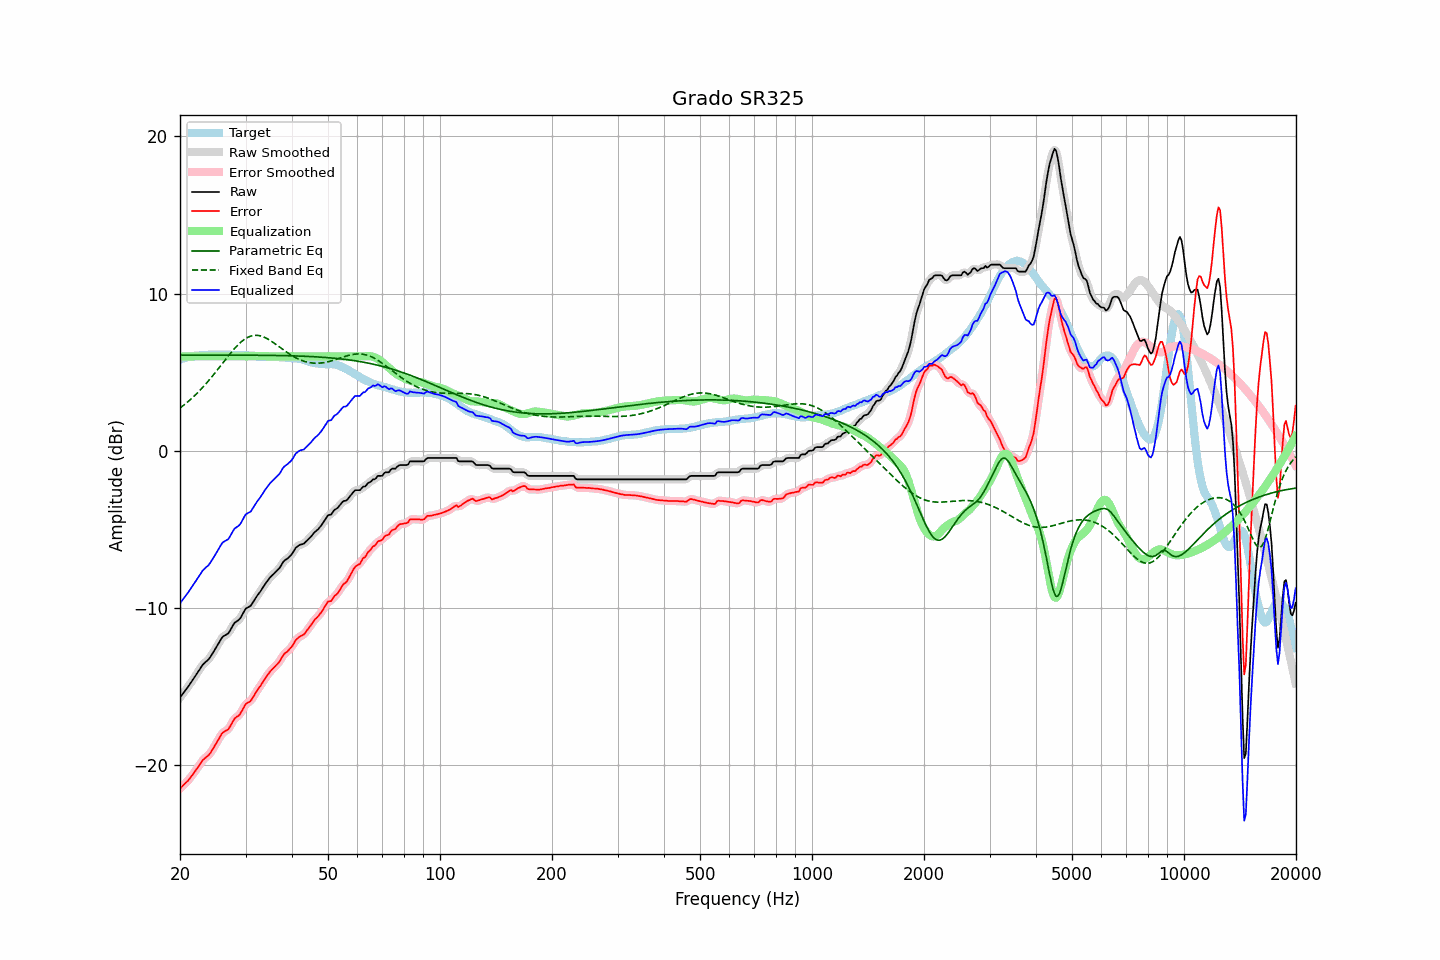 Grado SR325
Target
Raw Smoothed
Error Smoothed
Raw
Error
Equalization
Parametric Eq
Fixed Band Eq
Equalized
Amplitude (dBr)
20
10
0
−10
−20
20
50
100
200
500
1000
2000
5000
10000
20000
Frequency (Hz)